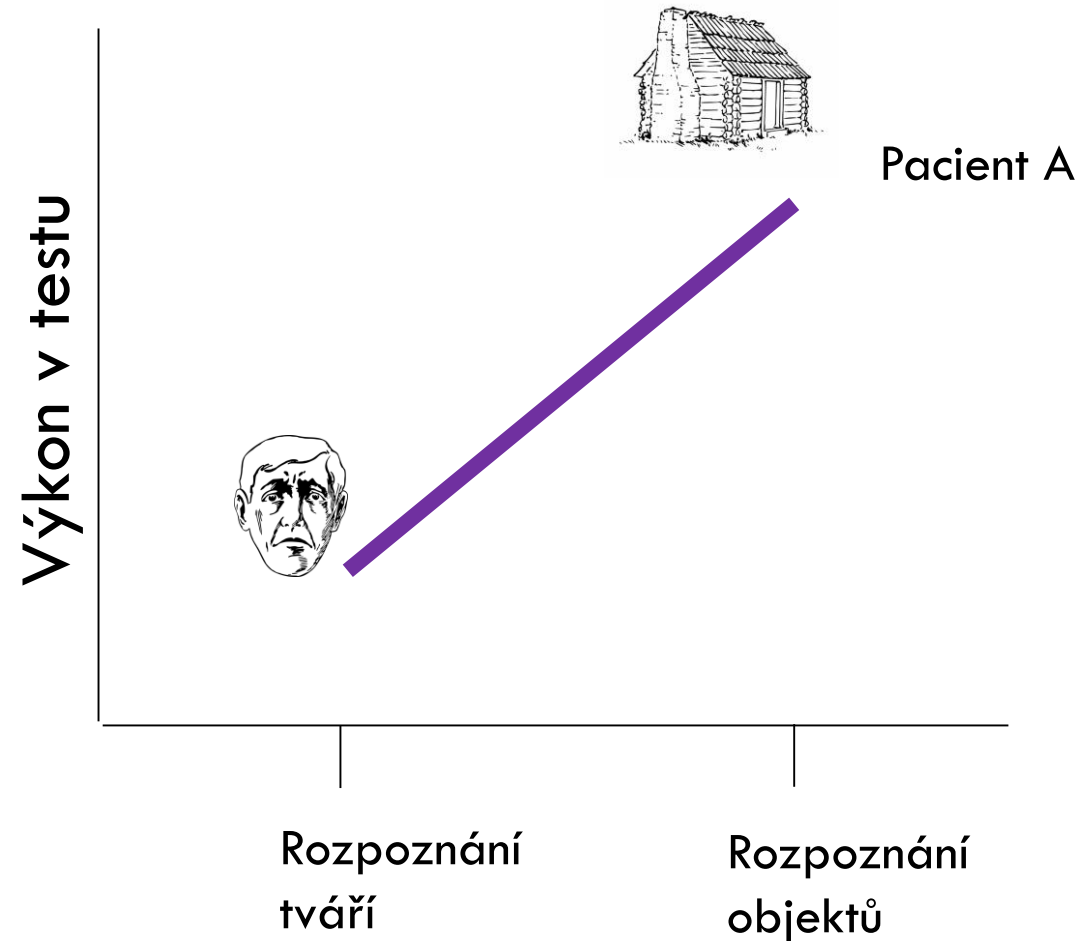 Výkon v testu
Pacient A
Rozpoznání
tváří
Rozpoznání
objektů